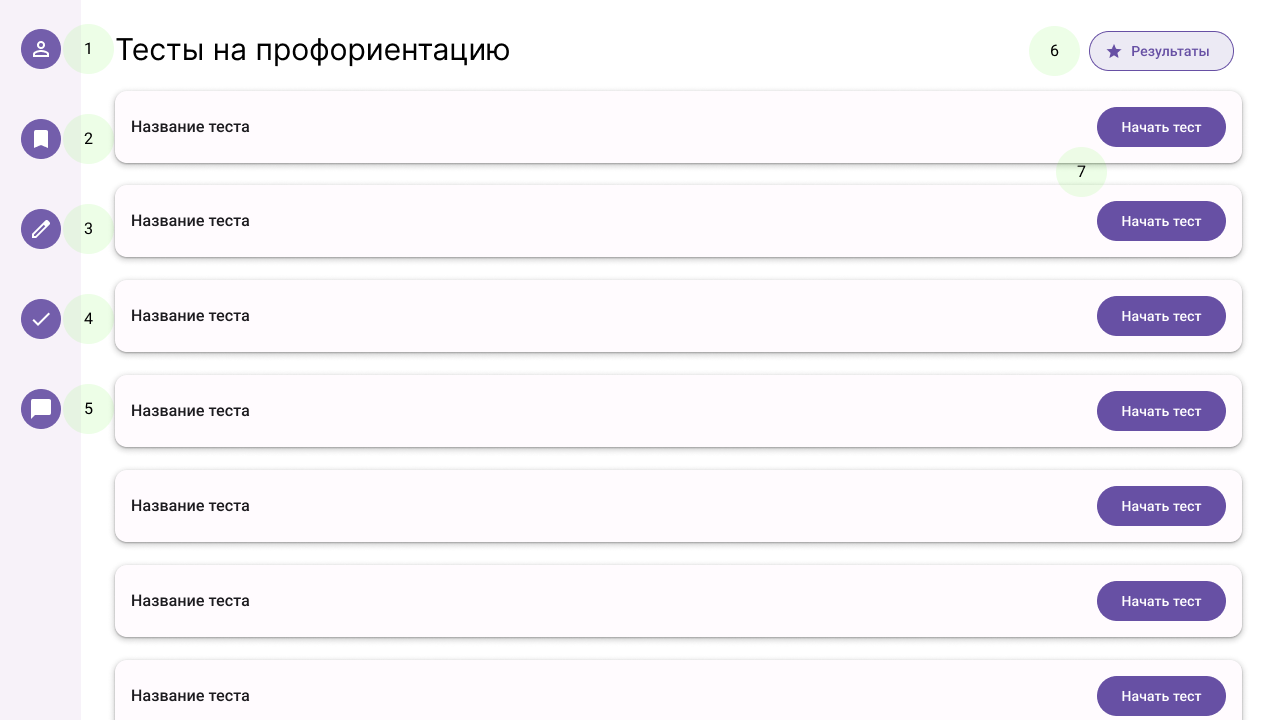 1
Тесты на профориентацию
6
Результаты
2
Название теста
Начать тест
7
3
Название теста
Начать тест
4
Название теста
Начать тест
5
Название теста
Начать тест
Название теста
Начать тест
Название теста
Начать тест
Название теста
Начать тест